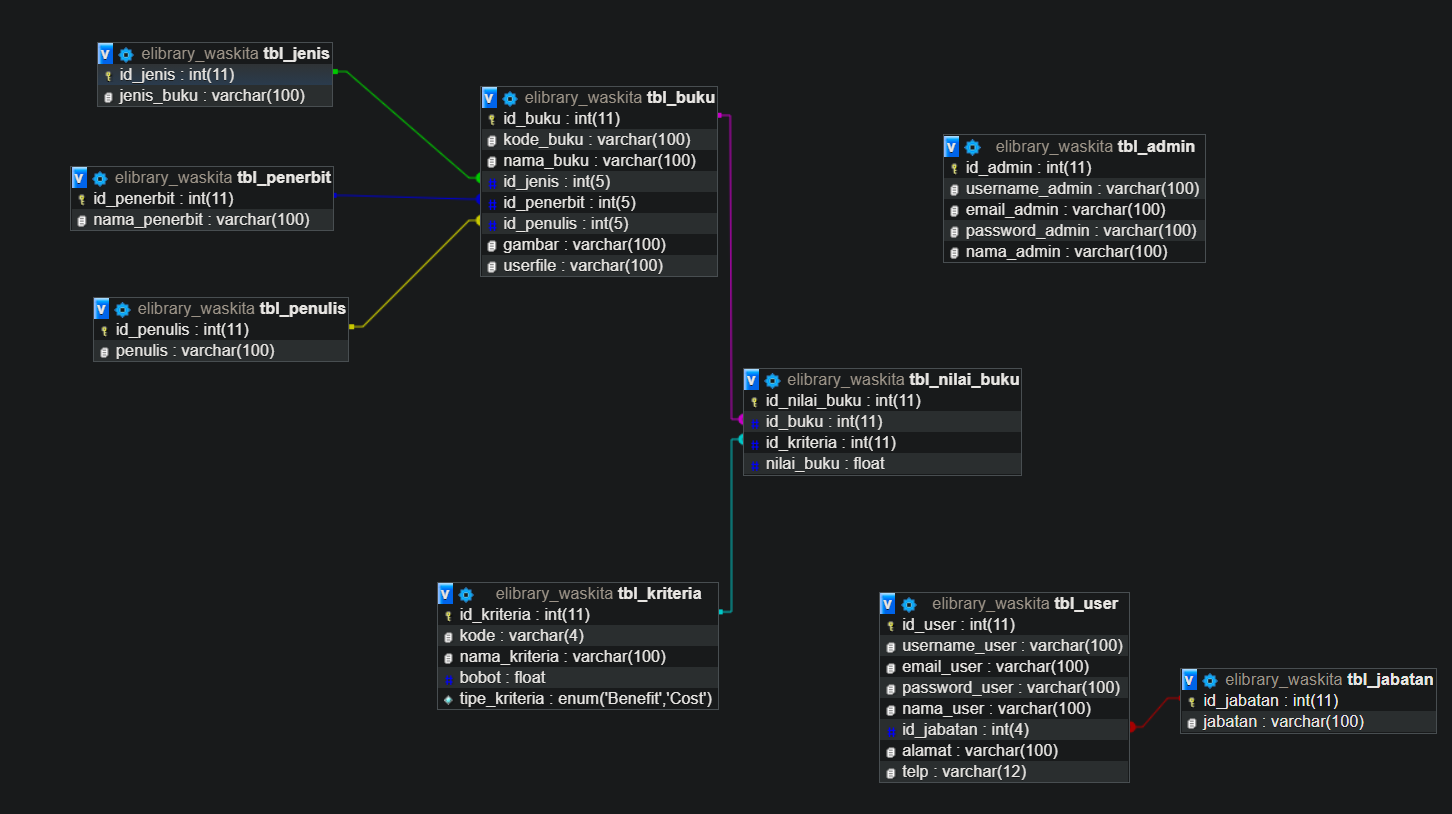 v elibrary_waskita tbl_jenis
id_jenis : int(11)
jenis_buku : varchar(100)
v elibrary_waskita tbl_penerbit
id_penerbit : int(11)
nama_penerbit : varchar(100)
v elibrary_waskita tbl_penulis
id_penulis : int(11)
penulis : varchar(100)
v elibrary_waskita tbl_buku
id_buku : int(11)
kode_buku : varchar(100)
nama_buku : varchar(100)
# id_jenis : int(5)
# id_penerbit : int(5)
# id_penulis : int(5)
gambar : varchar(100)
userfile : varchar(100)
v elibrary_waskita tbl_admin
id_admin : int(11)
username_admin : varchar(100)
email_admin : varchar(100)
password_admin : varchar(100)
nama_admin : varchar(100)
v elibrary_waskita tbl_nilai_buku
id_nilai_buku : int(11)
# id_buku : int(11)
# id_kriteria : int(11)
# nilai_buku : float
v elibrary_waskita tbl_kriteria
id_kriteria : int(11)
kode : varchar(4)
nama_kriteria : varchar(100)
# bobot : float
tipe_kriteria : enum('Benefit','Cost')
v elibrary_waskita tbl_user
id_user : int(11)
username_user : varchar(100)
email_user : varchar(100)
password_user : varchar(100)
nama_user : varchar(100)
# id_jabatan : int(4)
alamat : varchar(100)
telp : varchar(12)
v elibrary_waskita tbl_jabatan
id_jabatan : int(11)
jabatan : varchar(100)